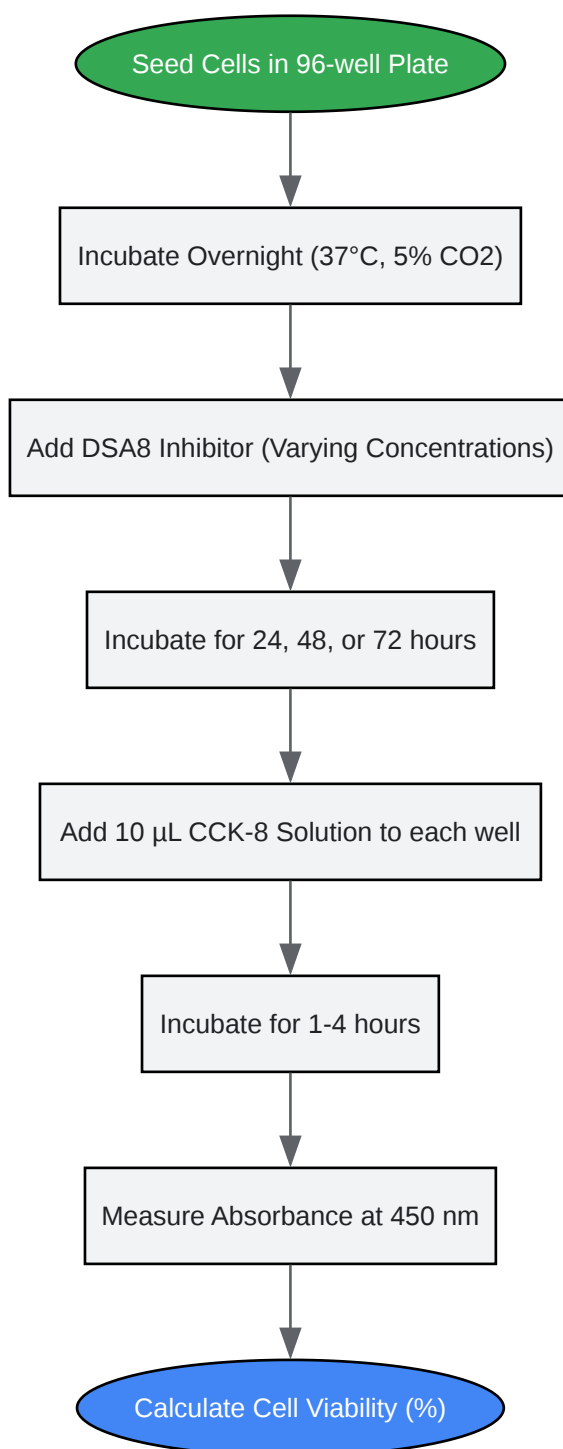 Seed Cells in 96-well Plate
Incubate Overnight (37°C, 5% CO2)
Add DSA8 Inhibitor (Varying Concentrations)
Incubate for 24, 48, or 72 hours
Add 10 µL CCK-8 Solution to each well
Incubate for 1-4 hours
Measure Absorbance at 450 nm
Calculate Cell Viability (%)